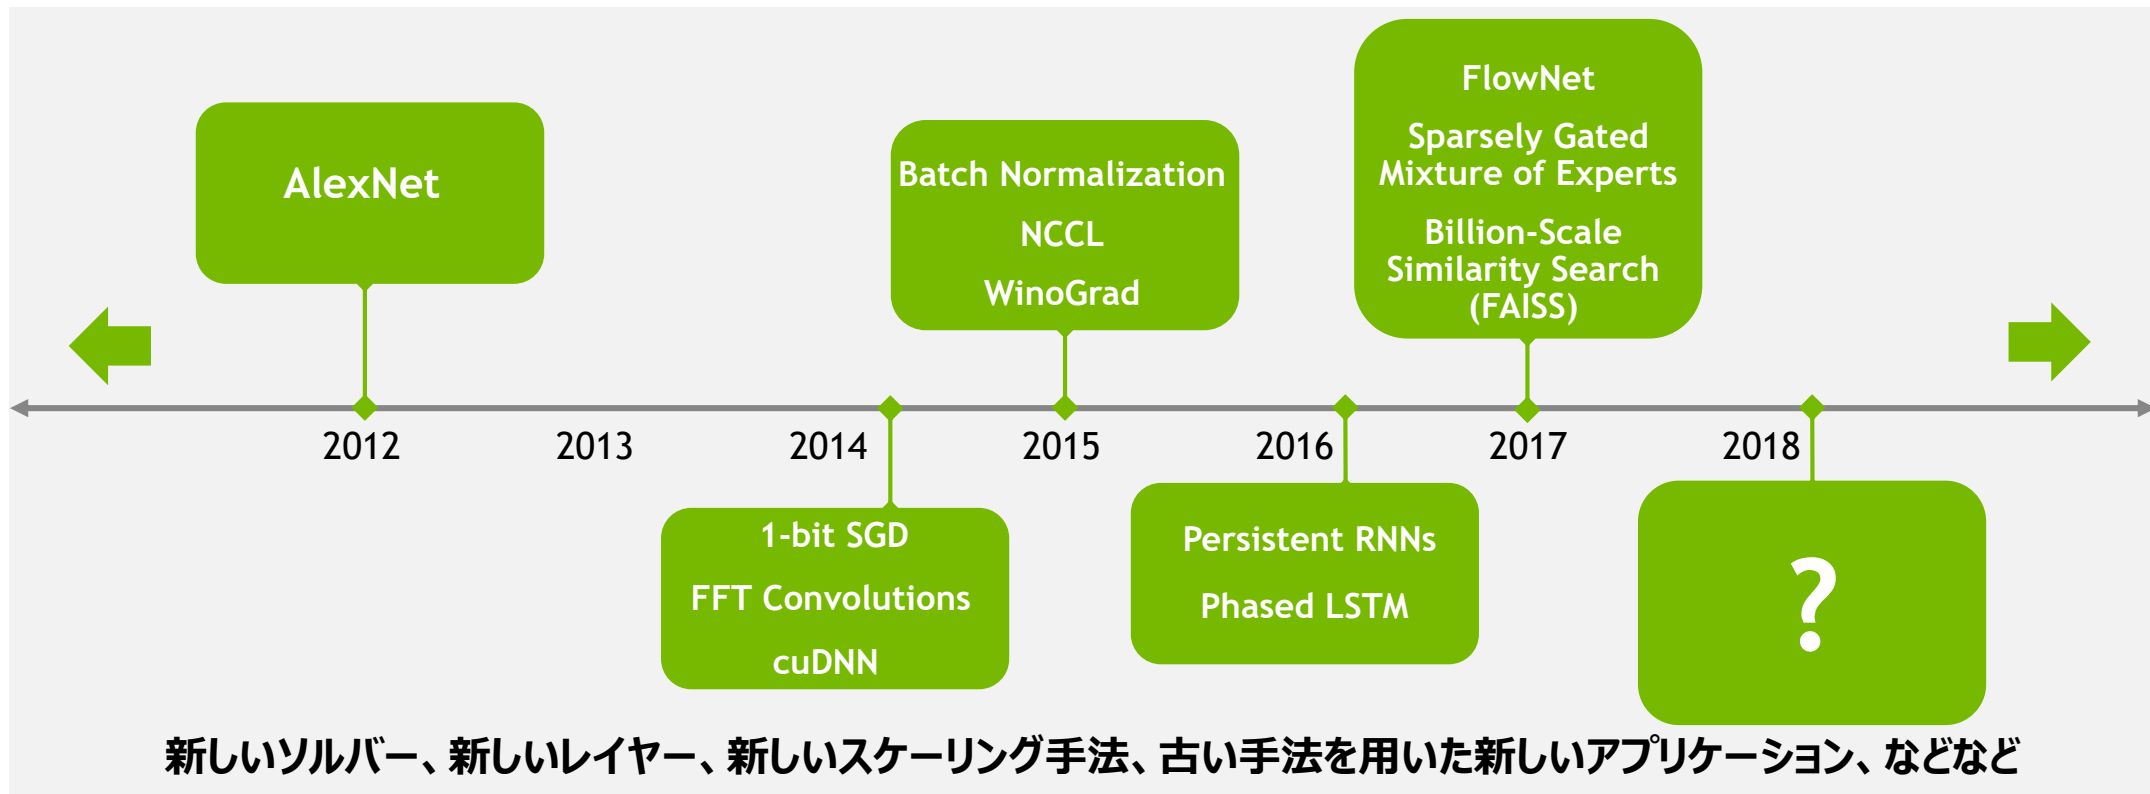 AlexNet
Batch Normalization
NCCL
WinoGrad
FlowNet
Sparsely Gated
Mixture of Experts
Billion-Scale
Similarity Search
(FAISS)
2012
2013
2014
2015
2016
2017
2018
1-bit SGD
FFT Convolutions
cuDNN
Persistent RNNs
Phased LSTM
?
新しいソルバー、新しいレイヤー、新しいスケーリング手法、古い手法を用いた新しいアプリケーション、などなど